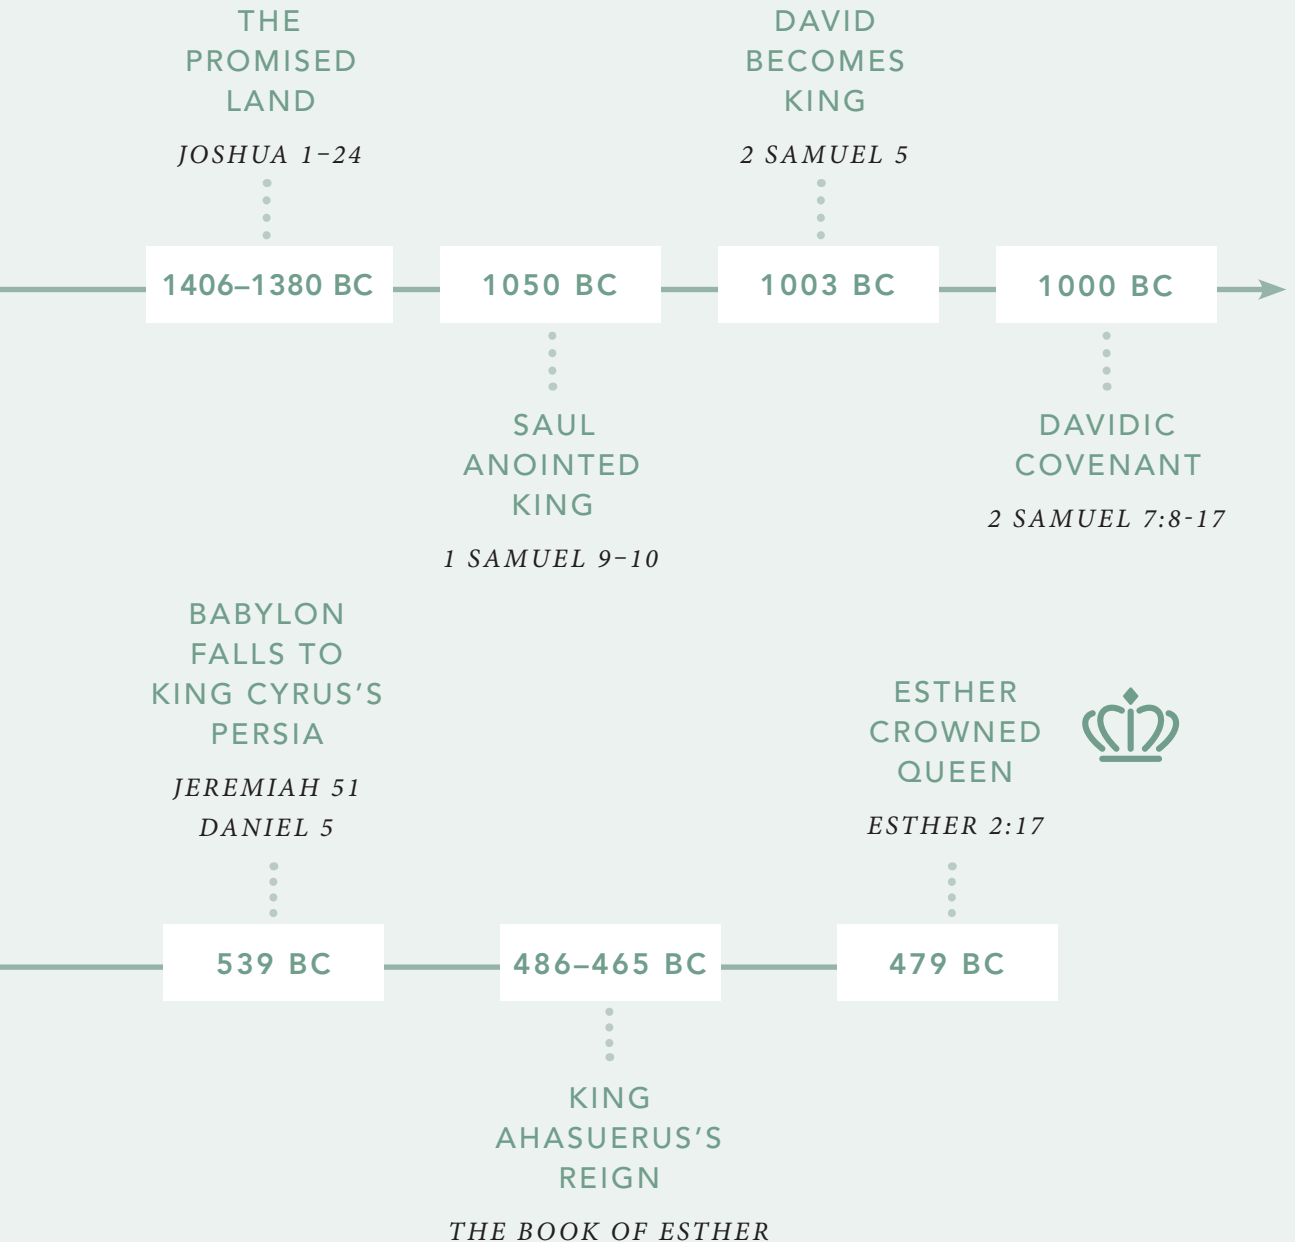 THE
PROMISED
LAND
JOSHUA 1–24
DAVID
BECOMES
KING
2 SAMUEL 5
1406–1380 BC
1050 BC
1003 BC
1000 BC
SAUL
ANOINTED
KING
1 SAMUEL 9–10
DAVIDIC
COVENANT
2 SAMUEL 7:8-17
BABYLON
FALLS TO
KING CYRUS’S
PERSIA
JEREMIAH 51
DANIEL 5
ESTHER
CROWNED
QUEEN
ESTHER 2:17
539 BC
486–465 BC
479 BC
KING
AHASUERUS’S
REIGN
THE BOOK OF ESTHER